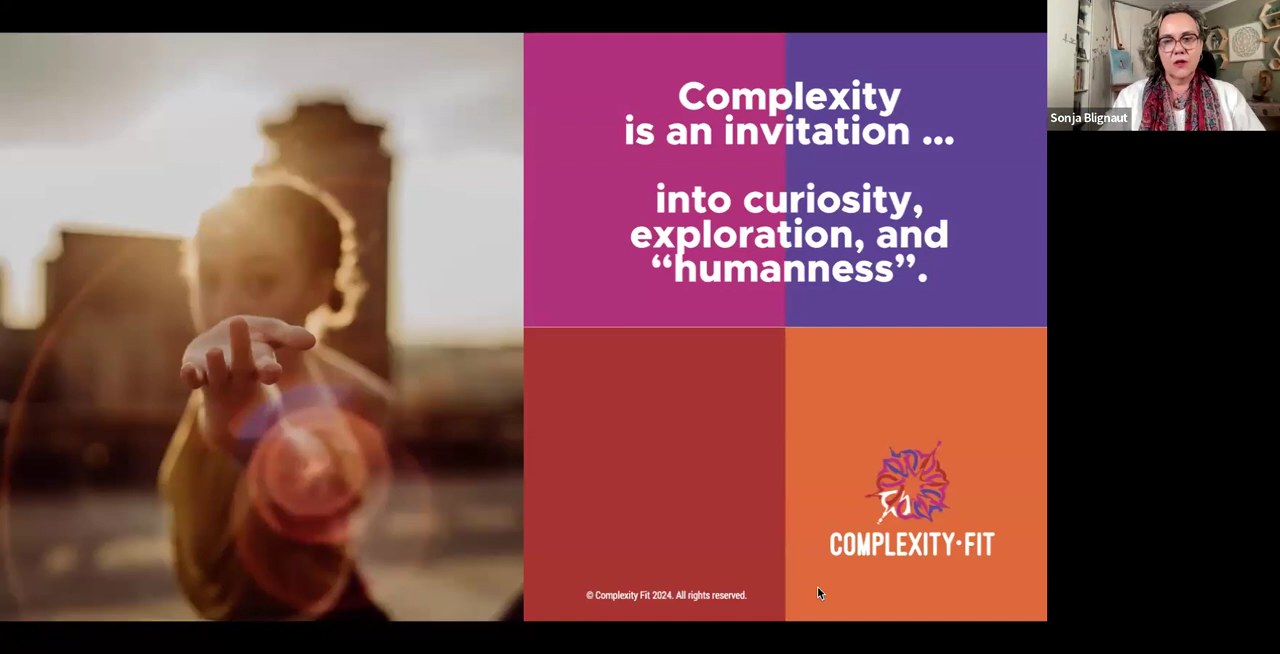 Complexity
is an invitation ...
into curiosity,
exploration, and
“humanness”.
COMPLEXITY·FIT
© Complexity Fit 2024. All rights reserved.
Sonja Blignaut